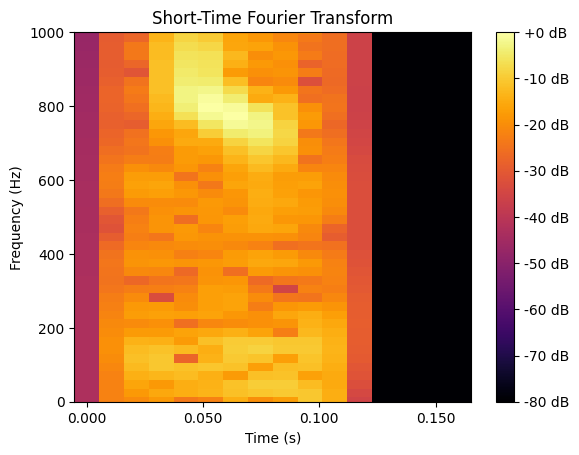 Short-Time Fourier Transform
1000
800
600
400
200
0
Frequency (Hz)
0.000
0.050
0.100
0.150
Time (s)
+0 dB
-10 dB
-20 dB
-30 dB
-40 dB
-50 dB
-60 dB
-70 dB
-80 dB